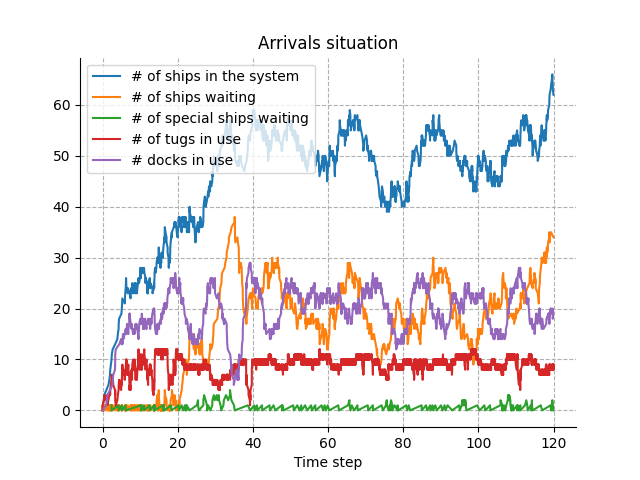 Arrivals situation
# of ships in the system
# of ships waiting
# of special ships waiting
# of tugs in use
# docks in use
60
50
40
30
20
10
0
0 20 40 60 80 100 120
Time step